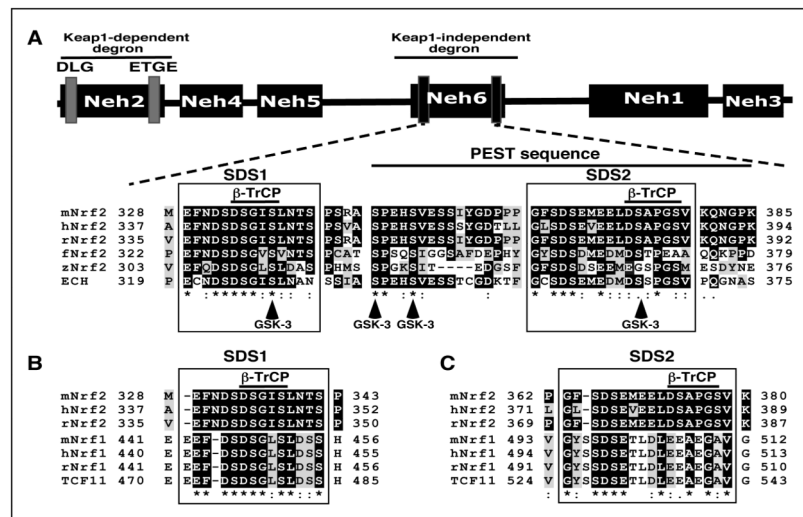 A
Keap1-dependent
degron
Keap1-independent
degron
DLG ETGE
Neh2 Neh4 Neh5 Neh6 Neh1 Neh3
PEST sequence
SDS1 SDS2
β-TrCP β-TrCP
mNrf2 328 M EFNDSDSGISLNTS PSRA SPEHSVESSIYGDPPP GFSDSEMEELDSAPGSV KQNGPK 385
hNrf2 337 A EFNDSDSGISLNTS PSVA SPEHSVESSSYGDTLL GLSDSEVEELDSAPGSV KQNGPK 394
rNrf2 335 V EFNDSDSGISLNTS PSRA SPEHSVESSIYGDPPP GFSDSEMEELDSAPGSV KQNGPK 392
fNrf2 322 P EFNDSDSGVSVNTS PCAT SPSQSIGGSAFDEPHY GYSDSDMEDMDSTPEAA QQKPPD 379
zNrf2 303 V EFQDSDSGLSLDAS PHMS SPGKSIT----EDGSF GFSDSDSEEMEGSPGSM ESDYNE 376
ECH 319 P ECNDSDSGISLNAN SSIA SPEHSVESSTCGDKTF GCSDSEMEDMDSSPGSV PQGNAS 375
GSK-3 GSK-3 GSK-3 GSK-3
B
SDS1
β-TrCP
mNrf2 328 M -EFNDSDSGISLNTS P 343
hNrf2 337 A -EFNDSDSGISLNTS P 352
rNrf2 335 V -EFNDSDSGISLNTS P 350
mNrf1 441 E EEF-DSDSGLSLDSS H 456
hNrf1 440 E EEF-DSDSGLSLDSS H 455
rNrf1 441 E EEF-DSDSGLSLDSS H 456
TCF11 470 E EEF-DSDSGLSLDSS H 485
C
SDS2
β-TrCP
mNrf2 362 P GF-SDSEMEELDSAPGSV K 380
hNrf2 371 L GL-SDSEVEELDSAPGSV K 389
rNrf2 369 P GF-SDSEMEELDSAPGSV K 387
mNrf1 493 V GYSSDSETLDLEEAEGAV G 512
hNrf1 494 V GYSSDSETLDLEEAEGAV G 513
rNrf1 491 V GYSSDSETLDLEEAEGAV G 510
TCF11 524 V GYSSDSETLDLEEAEGAV G 543